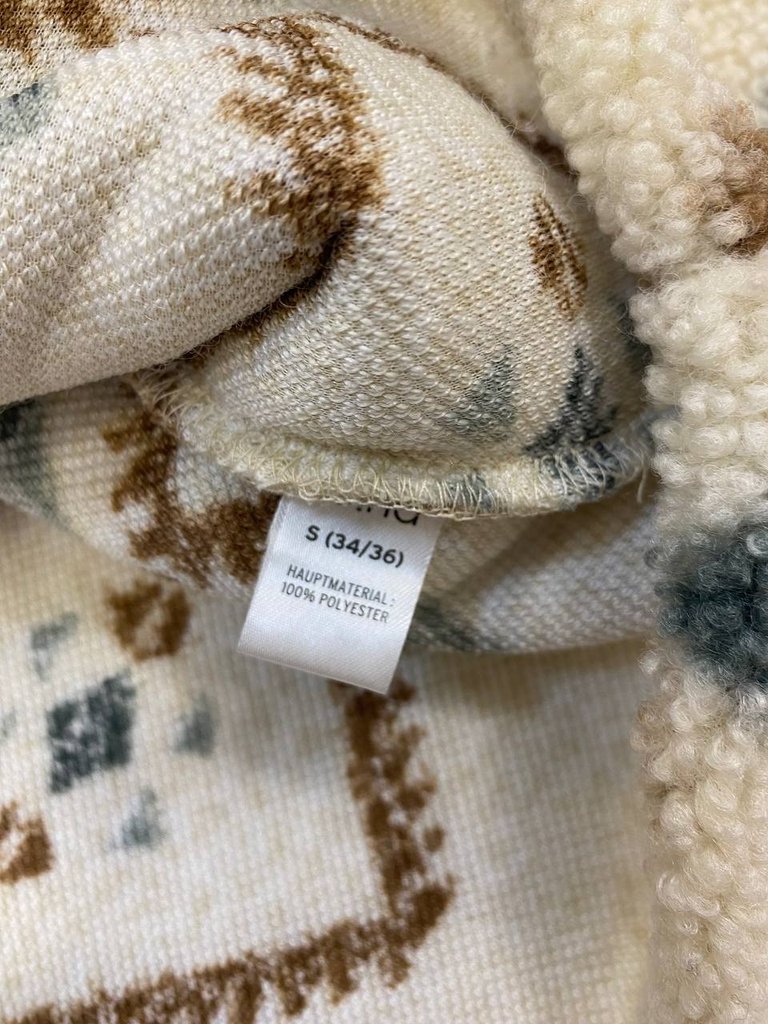 S (34/36)
HAUPTMATERIAL:
100% POLYESTER